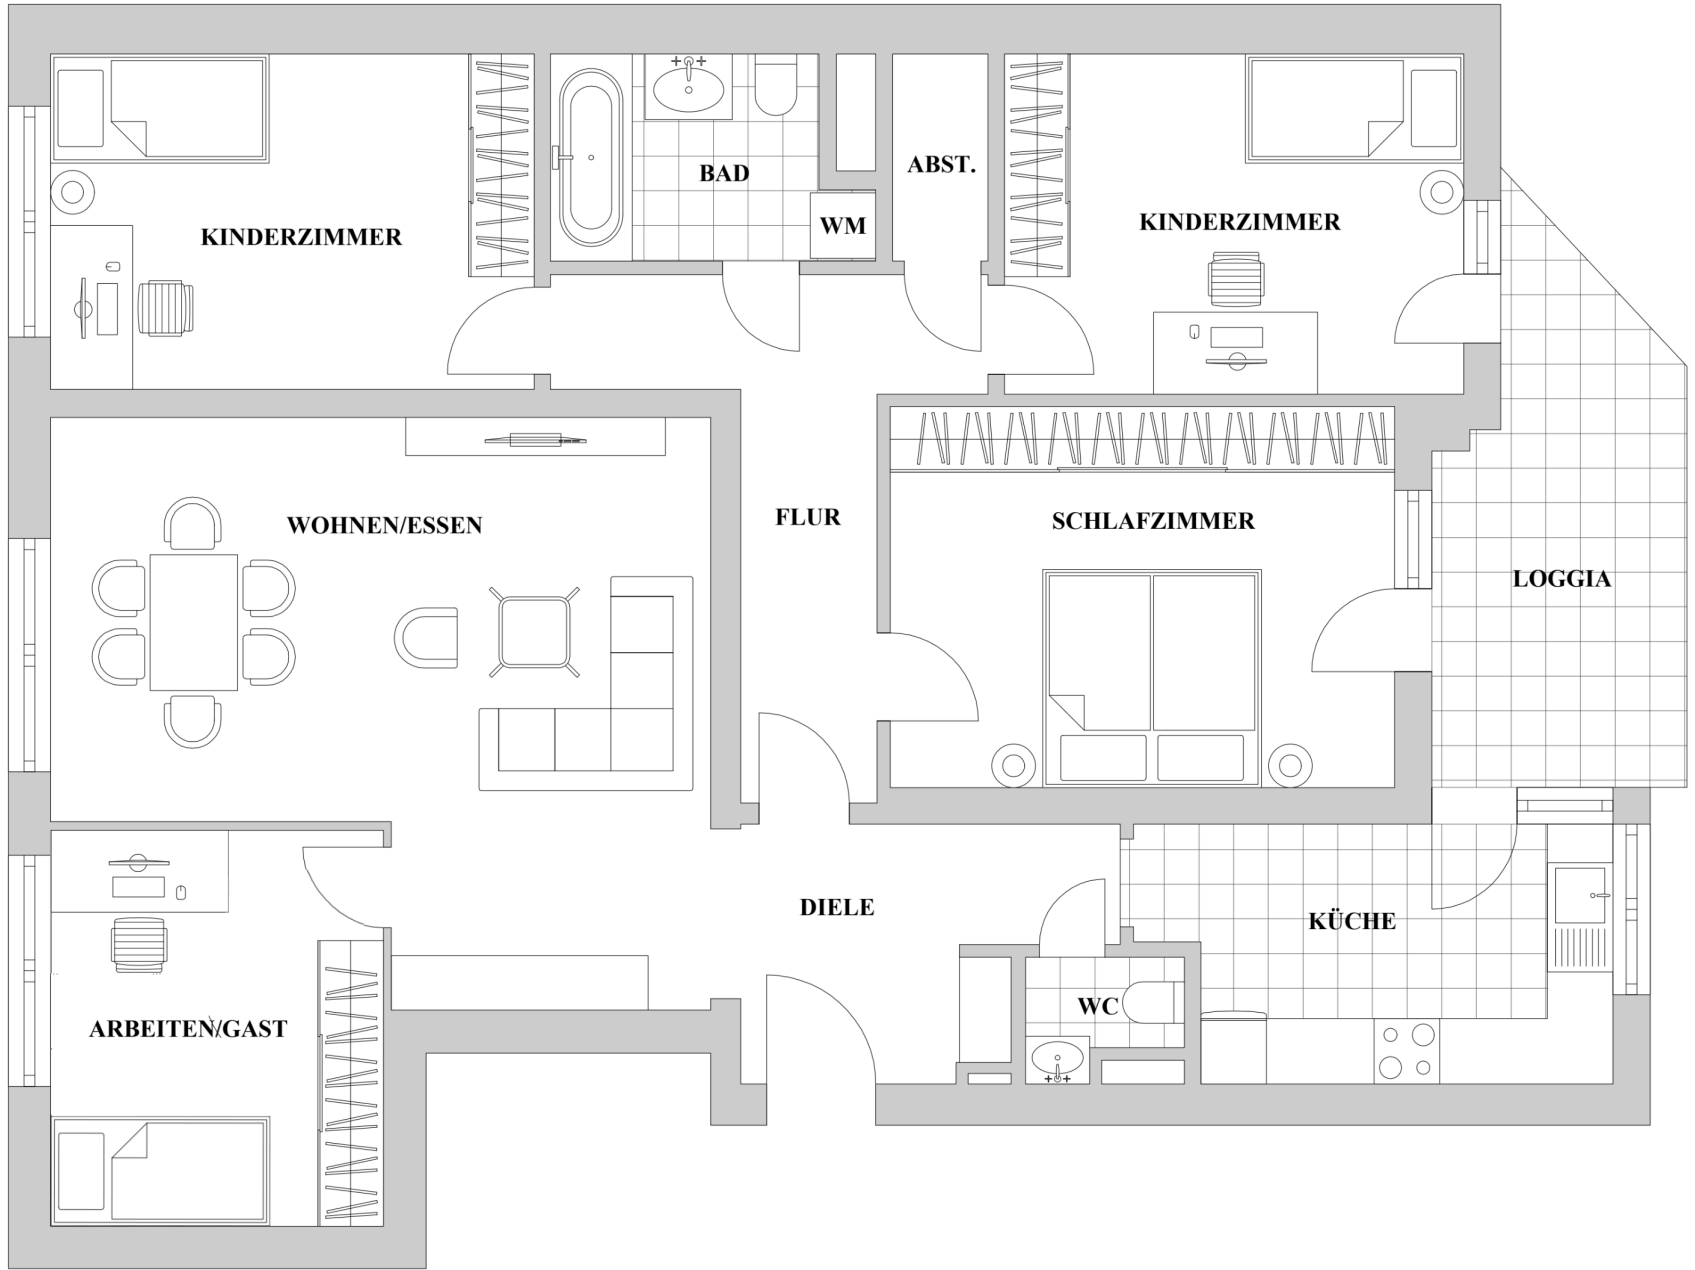 KINDERZIMMER
BAD
WM
ABST.
KINDERZIMMER
WOHNEN/ESSEN
FLUR
SCHLAFZIMMER
LOGGIA
DIELE
KÜCHE
WC
ARBEITEN/GAST